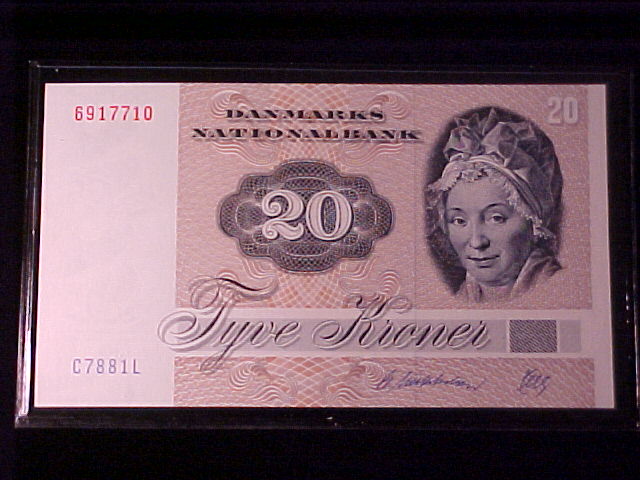 6917710
DANMARKS
NATIONALBANK
20
20
Tyve Kroner
C7881L